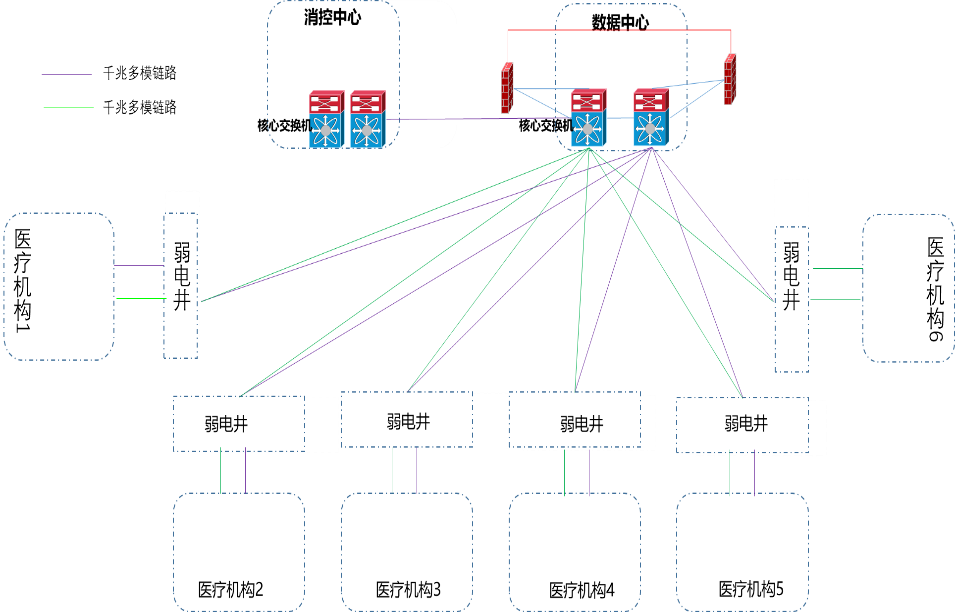 消控中心
数据中心
千兆多模链路
千兆多模链路
核心交换机
核心交换机
医疗机构1
弱电井
弱电井
医疗机构6
弱电井
弱电井
弱电井
弱电井
医疗机构2
医疗机构3
医疗机构4
医疗机构5